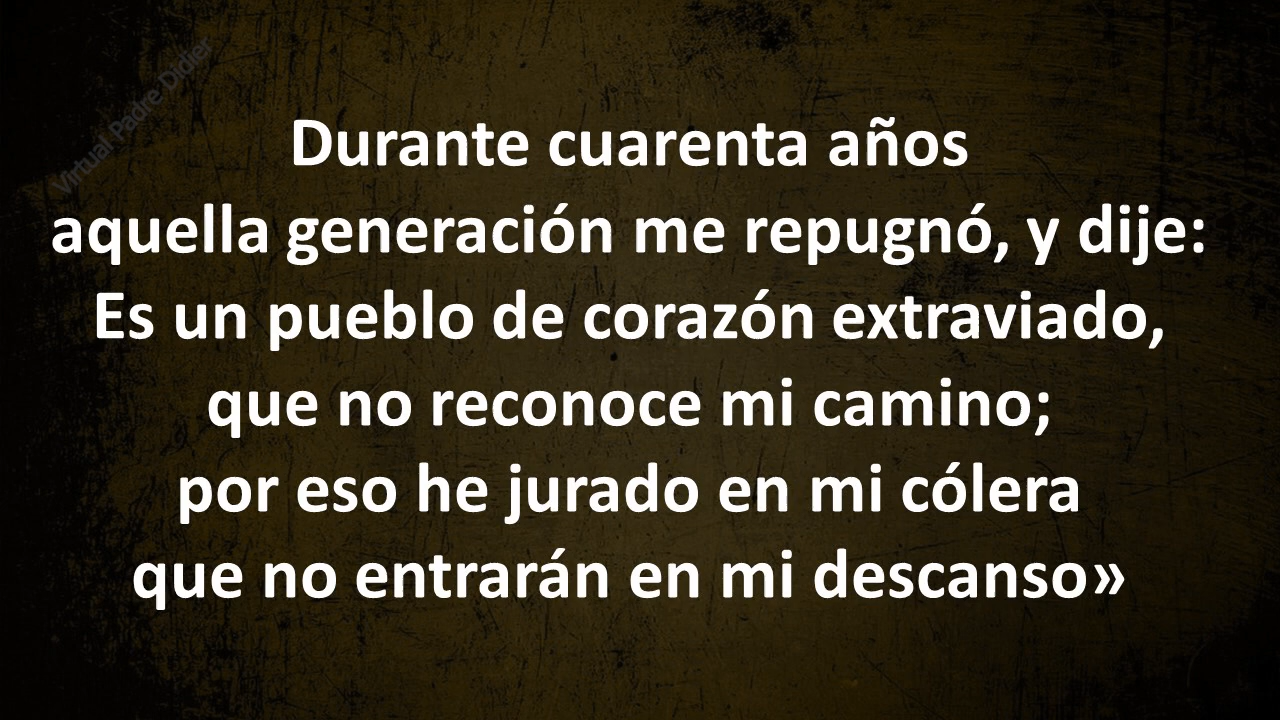 Virtual Padre Didier
Durante cuarenta años
aquella generación me repugnó, y dije:
Es un pueblo de corazón extraviado,
que no reconoce mi camino;
por eso he jurado en mi cólera
que no entrarán en mi descanso»